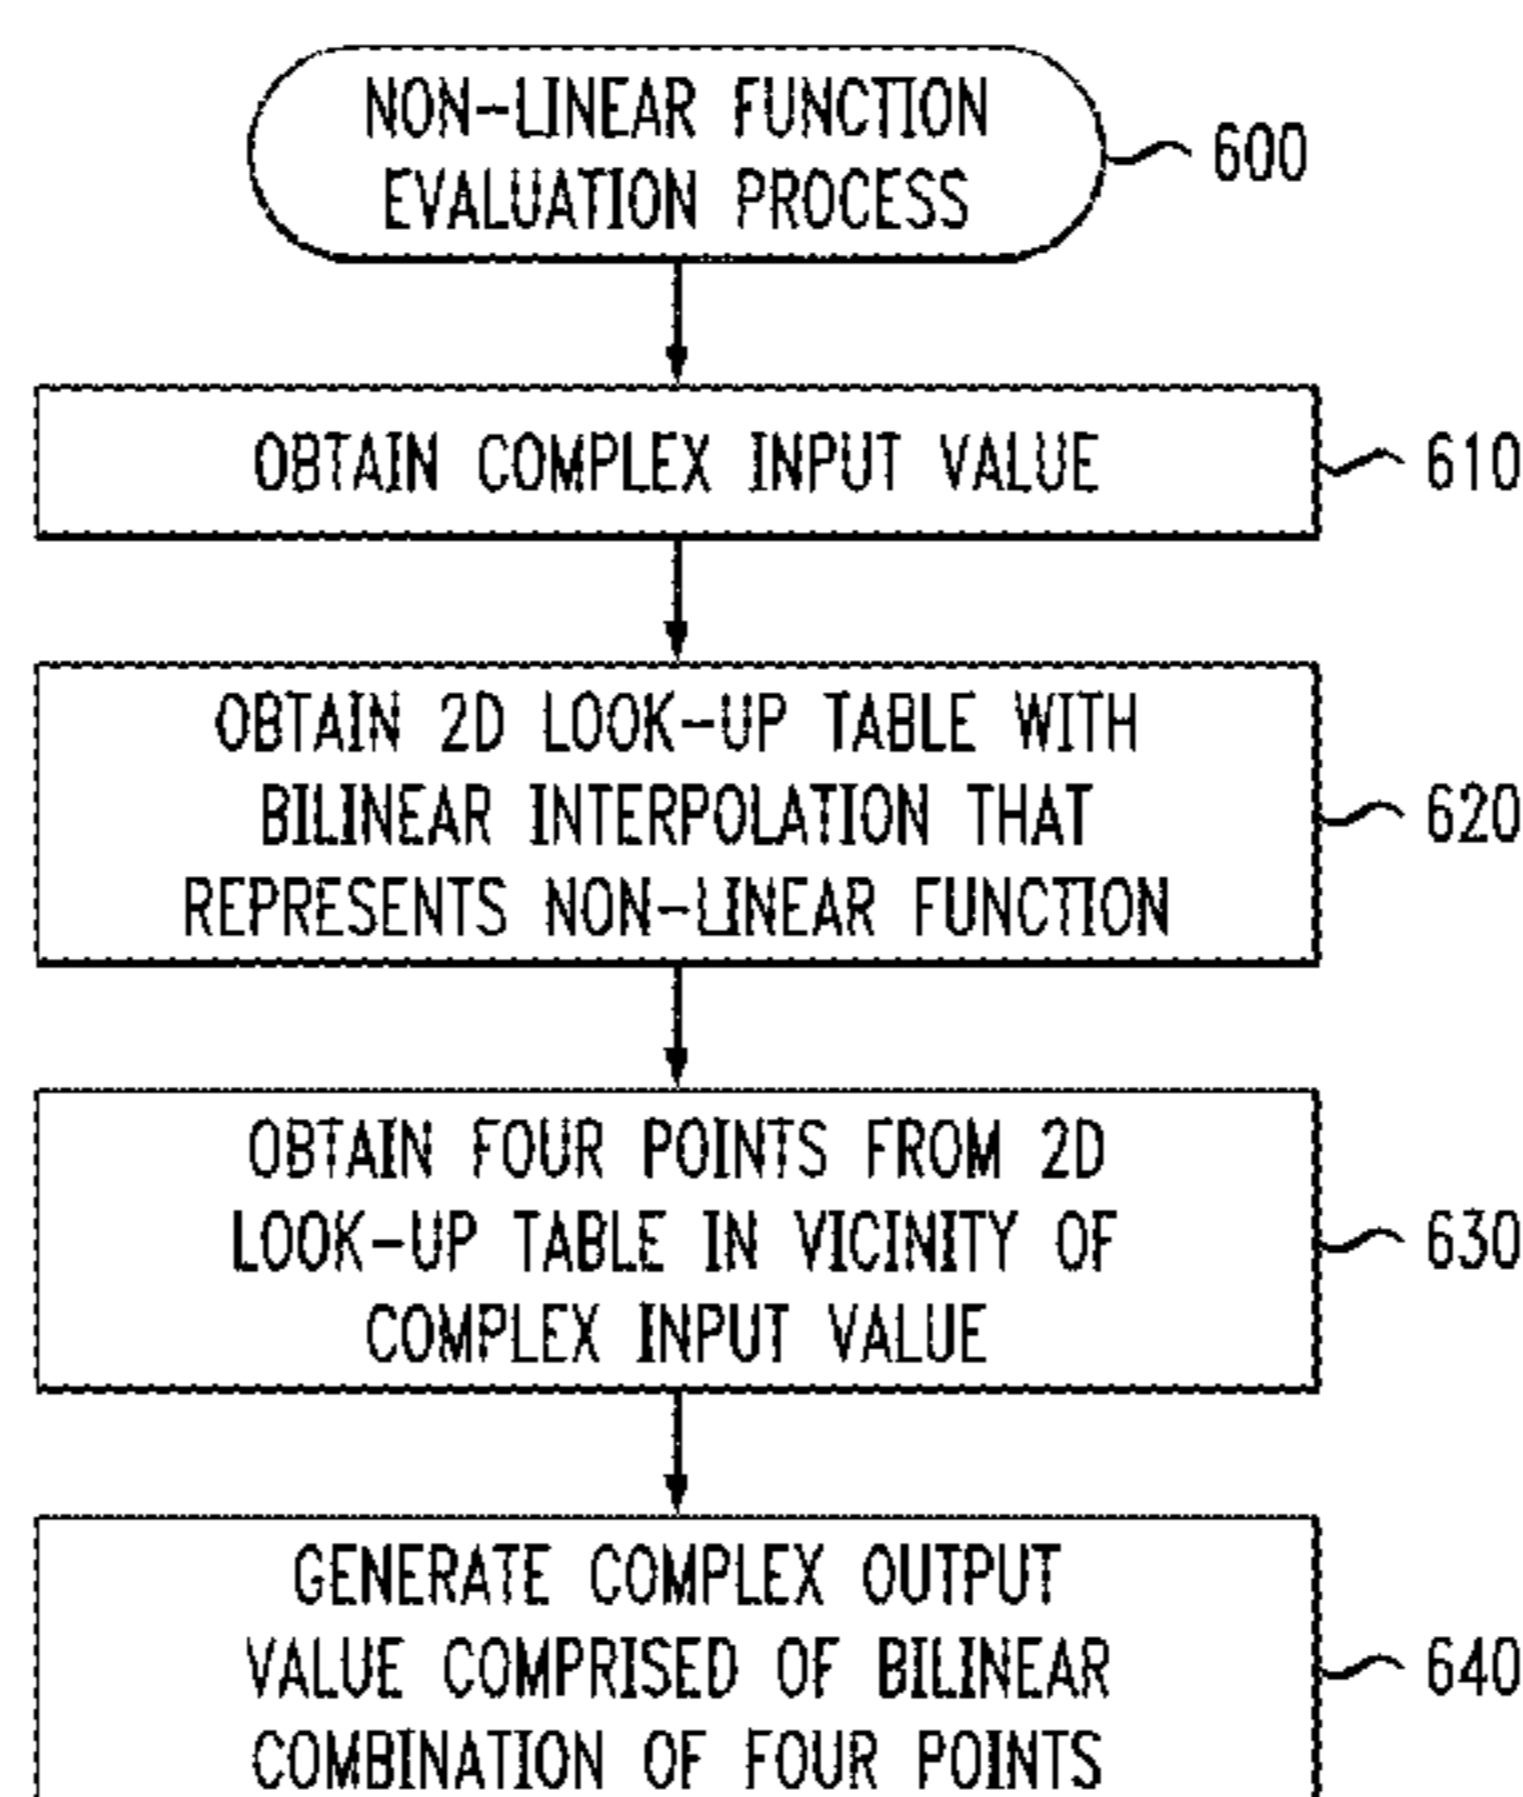 NON-LINEAR FUNCTION
EVALUATION PROCESS
600
OBTAIN COMPLEX INPUT VALUE
610
OBTAIN 2D LOOK-UP TABLE WITH
BILINEAR INTERPOLATION THAT
REPRESENTS NON-LINEAR FUNCTION
620
OBTAIN FOUR POINTS FROM 2D
LOOK-UP TABLE IN VICINITY OF
COMPLEX INPUT VALUE
630
GENERATE COMPLEX OUTPUT
VALUE COMPRISED OF BILINEAR
COMBINATION OF FOUR POINTS
640